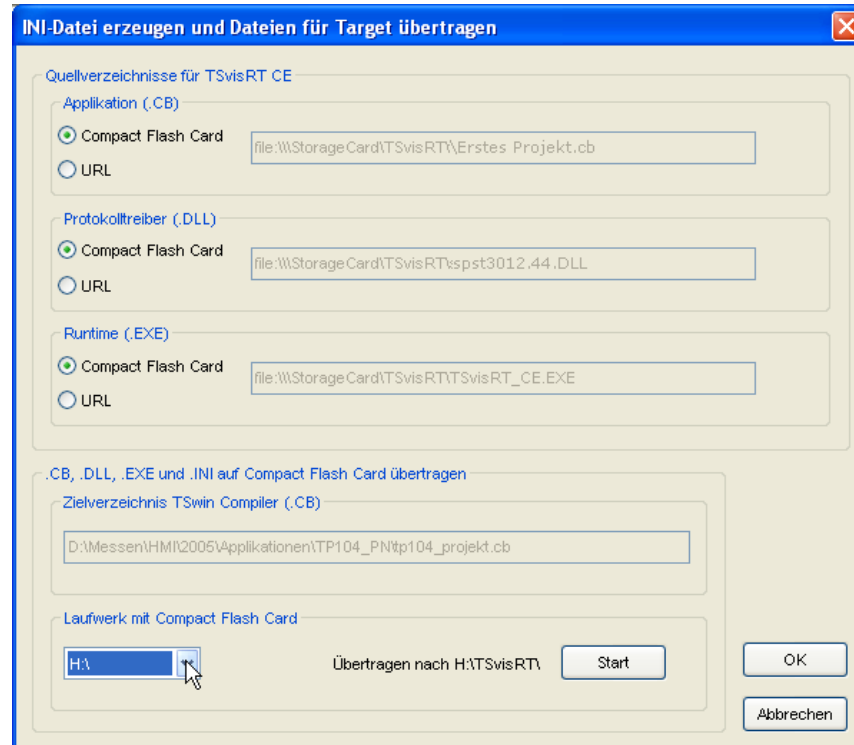 INI-Datei erzeugen und Dateien für Target übertragen
Quellverzeichnisse für TSvisRT CE
Applikation (.CB)
Compact Flash Card
file:\\\StorageCard\TSvisRT\\Erstes Projekt.cb
URL
Protokolltreiber (.DLL)
Compact Flash Card
file:\\\StorageCard\TSvisRT\spst3012.44.DLL
URL
Runtime (.EXE)
Compact Flash Card
file:\\\StorageCard\TSvisRT\TSvisRT_CE.EXE
URL
.CB, .DLL, .EXE und .INI auf Compact Flash Card übertragen
Zielverzeichnis TSwin Compiler (.CB)
D:\Messen\HMI\2005\Applikationen\TP104_PN\tp104_projekt.cb
Laufwerk mit Compact Flash Card
H:\ Übertragen nach H:\TSvisRT\ Start
OK
Abbrechen